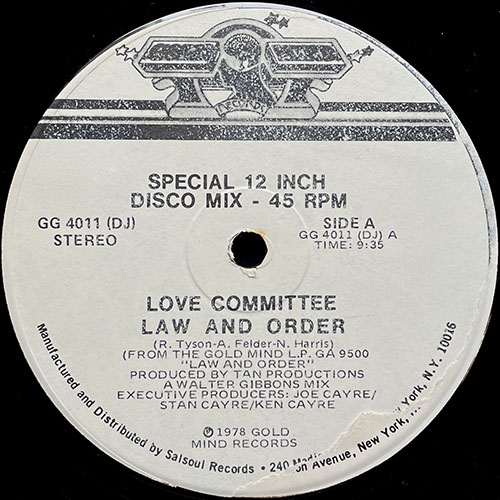 RECORDS
SPECIAL 12 INCH
DISCO MIX - 45 RPM
GG 4011 (DJ)
STEREO
SIDE A
GG 4011 (DJ) A
TIME: 9:35
LOVE COMMITTEE
LAW AND ORDER
(R. Tyson-A. Felder-N. Harris)
(FROM THE GOLD MIND L.P. GA 9500
"LAW AND ORDER")
PRODUCED BY TAN PRODUCTIONS
A WALTER GIBBONS MIX
EXECUTIVE PRODUCERS: JOE CAYRE/
STAN CAYRE/KEN CAYRE
℗ 1978 GOLD
MIND RECORDS
Manufactured and Distributed by Salsoul Records • 240 on Avenue, New York, N.Y. 10016